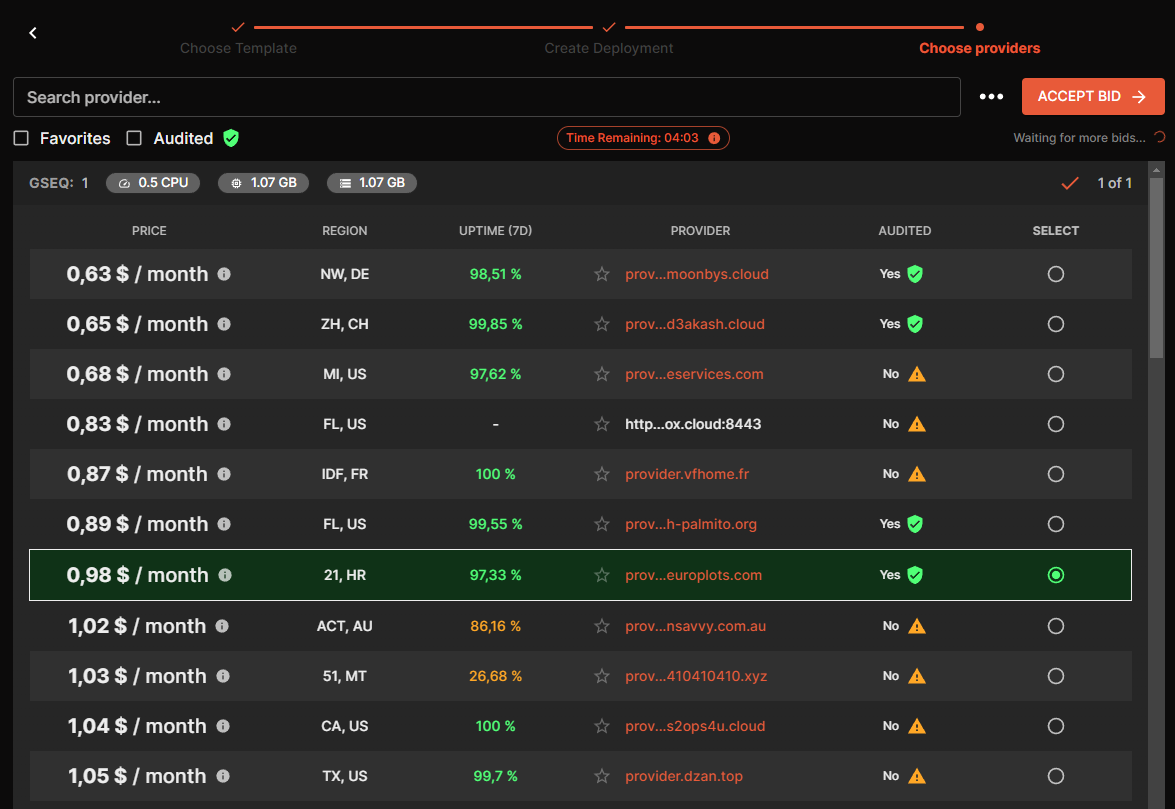 Choose Template Create Deployment Choose providers
Search provider... ACCEPT BID
Favorites Audited Time Remaining: 04:03 Waiting for more bids...
GSEQ: 1 0.5 CPU 1.07 GB 1.07 GB 1 of 1
PRICE REGION UPTIME (7D) PROVIDER AUDITED SELECT
0,63 $ / month NW, DE 98,51 % prov...moonbys.cloud Yes
0,65 $ / month ZH, CH 99,85 % prov...d3akash.cloud Yes
0,68 $ / month MI, US 97,62 % prov...eservices.com No
0,83 $ / month FL, US - http...ox.cloud:8443 No
0,87 $ / month IDF, FR 100 % provider.vfhome.fr No
0,89 $ / month FL, US 99,55 % prov...h-palmito.org Yes
0,98 $ / month 21, HR 97,33 % prov...europlots.com Yes
1,02 $ / month ACT, AU 86,16 % prov...nsavvy.com.au No
1,03 $ / month 51, MT 26,68 % prov...410410410.xyz No
1,04 $ / month CA, US 100 % prov...s2ops4u.cloud No
1,05 $ / month TX, US 99,7 % provider.dzan.top No